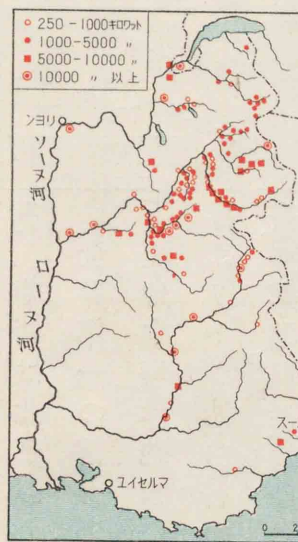 250-1000キロワット
1000-5000 〃
5000-10000 〃
10000 〃 以上
リヨン
ソーヌ河
ローヌ河
ース
マルセイユ
0